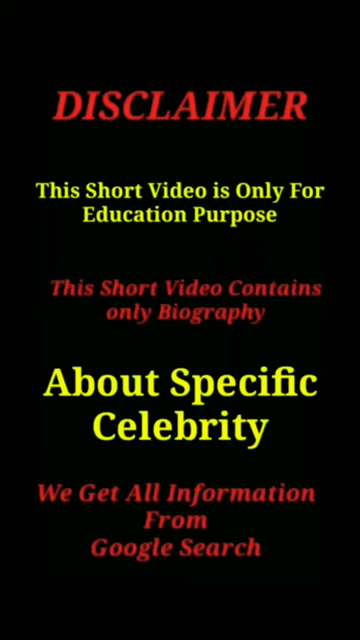 DISCLAIMER
This Short Video is Only For
Education Purpose
This Short Video Contains
only Biography
About Specific
Celebrity
We Get All Information
From
Google Search